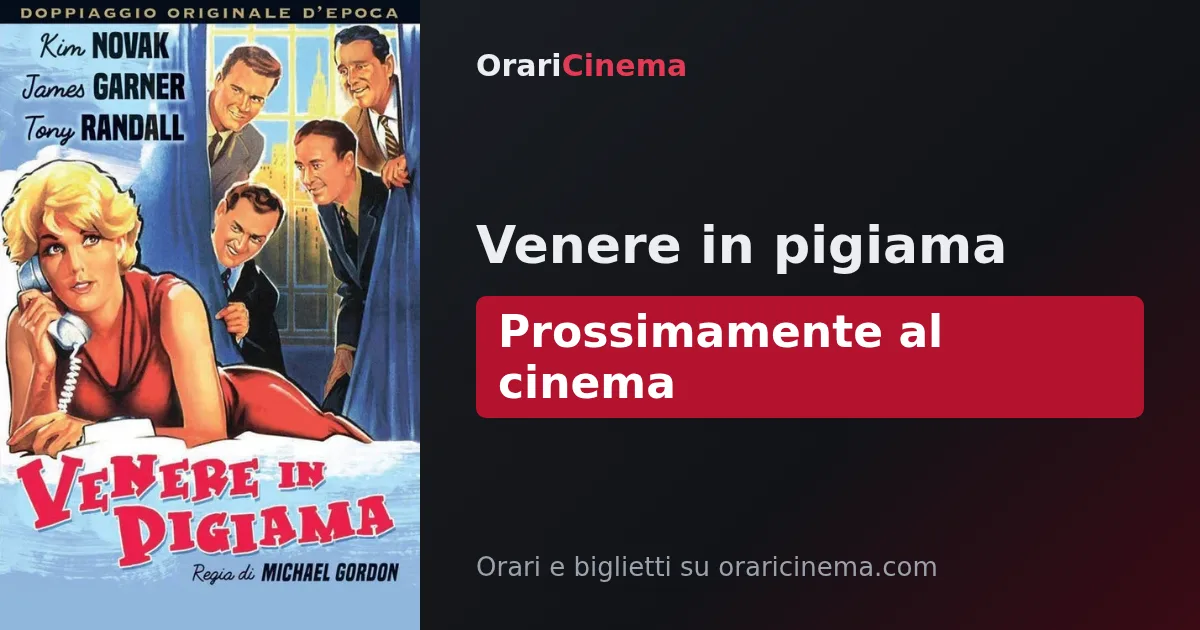 DOPPIAGGIO ORIGINALE D'EPOCA
Kim NOVAK
James GARNER
Tony RANDALL
VENERE IN
PIGIAMA
Regia di MICHAEL GORDON
OrariCinema
Venere in pigiama
Prossimamente al
cinema
Orari e biglietti su oraricinema.com